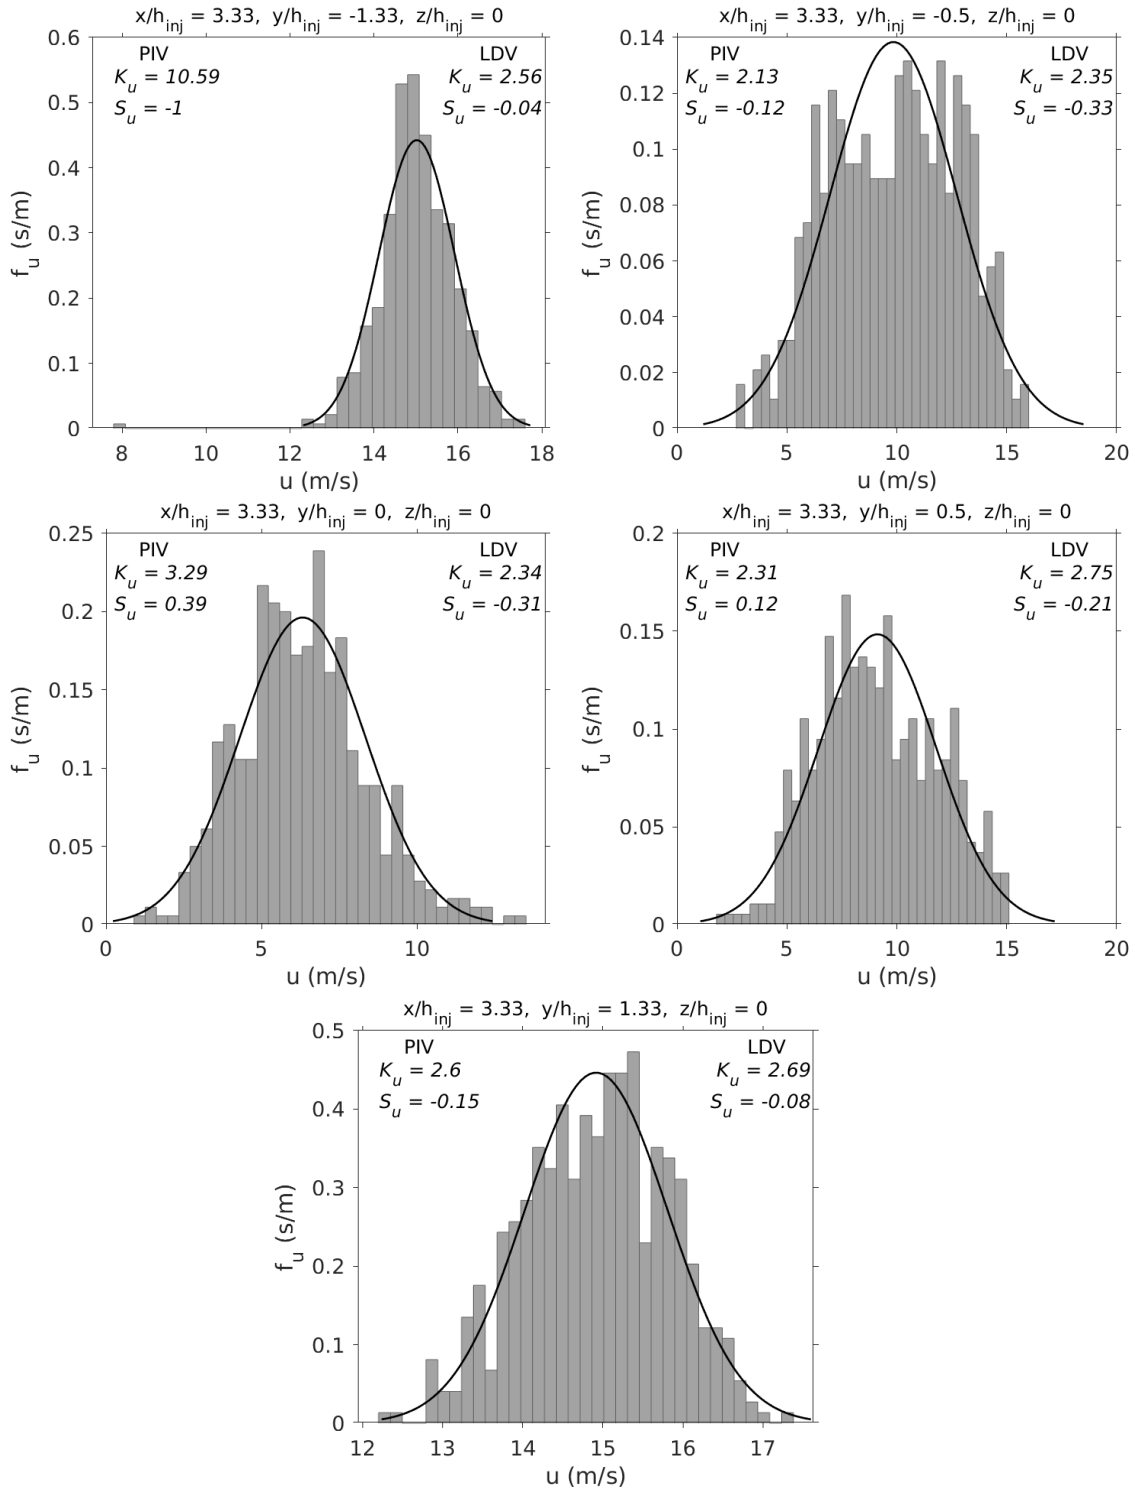 x/h_inj = 3.33, y/h_inj = -1.33, z/h_inj = 0
PIV
K_u = 10.59
S_u = -1
LDV
K_u = 2.56
S_u = -0.04
0.6
0.5
0.4
0.3
0.2
0.1
0
f_u (s/m)
8 10 12 14 16 18
u (m/s)
x/h_inj = 3.33, y/h_inj = -0.5, z/h_inj = 0
PIV
K_u = 2.13
S_u = -0.12
LDV
K_u = 2.35
S_u = -0.33
0.14
0.12
0.1
0.08
0.06
0.04
0.02
0
f_u (s/m)
0 5 10 15 20
u (m/s)
x/h_inj = 3.33, y/h_inj = 0, z/h_inj = 0
PIV
K_u = 3.29
S_u = 0.39
LDV
K_u = 2.34
S_u = -0.31
0.25
0.2
0.15
0.1
0.05
0
f_u (s/m)
0 5 10
u (m/s)
x/h_inj = 3.33, y/h_inj = 0.5, z/h_inj = 0
PIV
K_u = 2.31
S_u = 0.12
LDV
K_u = 2.75
S_u = -0.21
0.2
0.15
0.1
0.05
0
f_u (s/m)
0 5 10 15 20
u (m/s)
x/h_inj = 3.33, y/h_inj = 1.33, z/h_inj = 0
PIV
K_u = 2.6
S_u = -0.15
LDV
K_u = 2.69
S_u = -0.08
0.5
0.4
0.3
0.2
0.1
0
f_u (s/m)
12 13 14 15 16 17
u (m/s)